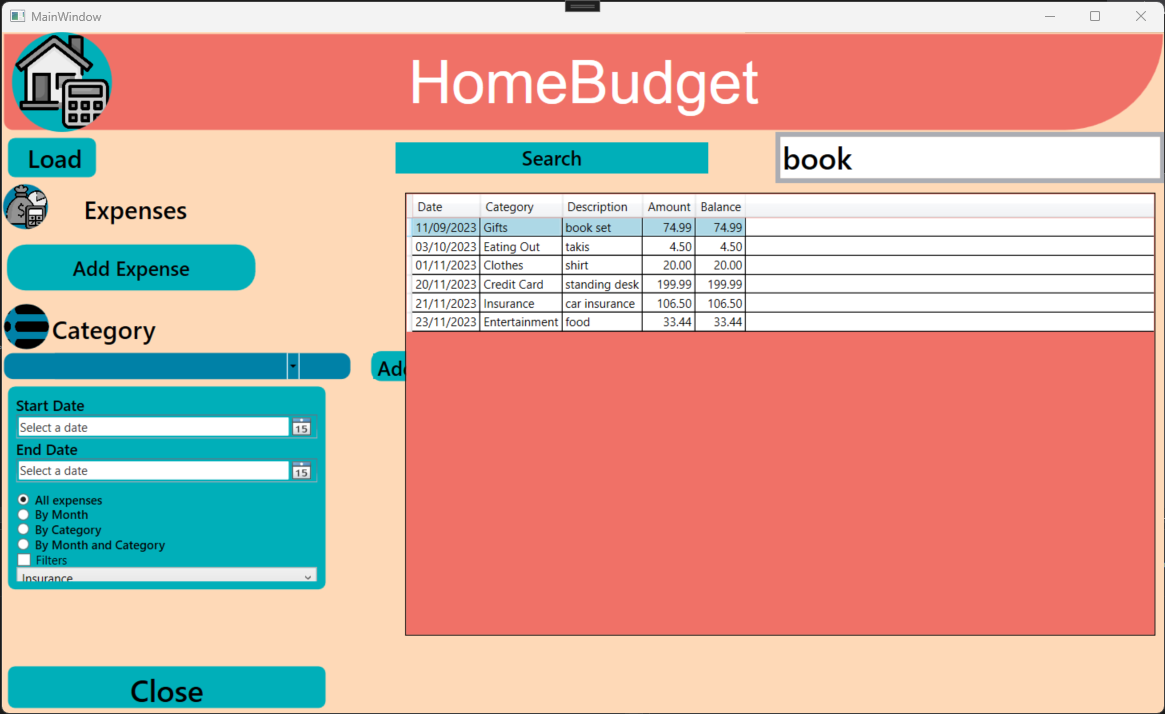 MainWindow
HomeBudget
Load
Search
book
Expenses
Add Expense
Category
Start Date
Select a date
15
End Date
Select a date
15
All expenses
By Month
By Category
By Month and Category
Filters
Insurance
Close
Date Category Description Amount Balance
11/09/2023 Gifts book set 74.99 74.99
03/10/2023 Eating Out takis 4.50 4.50
01/11/2023 Clothes shirt 20.00 20.00
20/11/2023 Credit Card standing desk 199.99 199.99
21/11/2023 Insurance car insurance 106.50 106.50
23/11/2023 Entertainment food 33.44 33.44